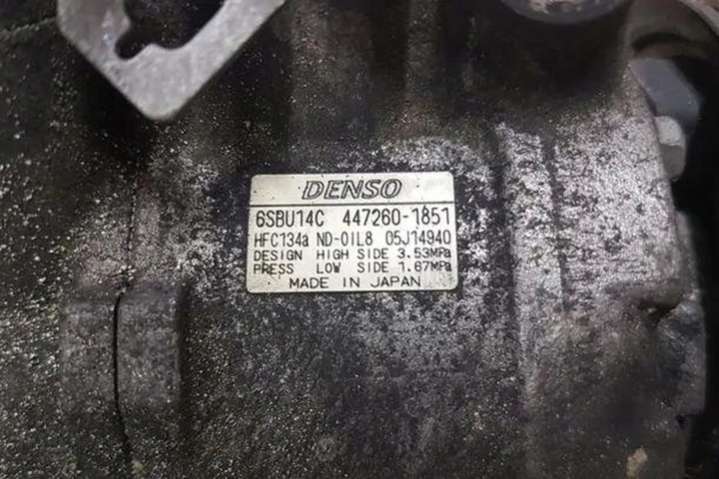 DENSO
6SBU14C 447260-1851
HFC134a ND-OIL8 05J14940
DESIGN HIGH SIDE 3.53MPa
PRESS LOW SIDE 1.67MPa
MADE IN JAPAN